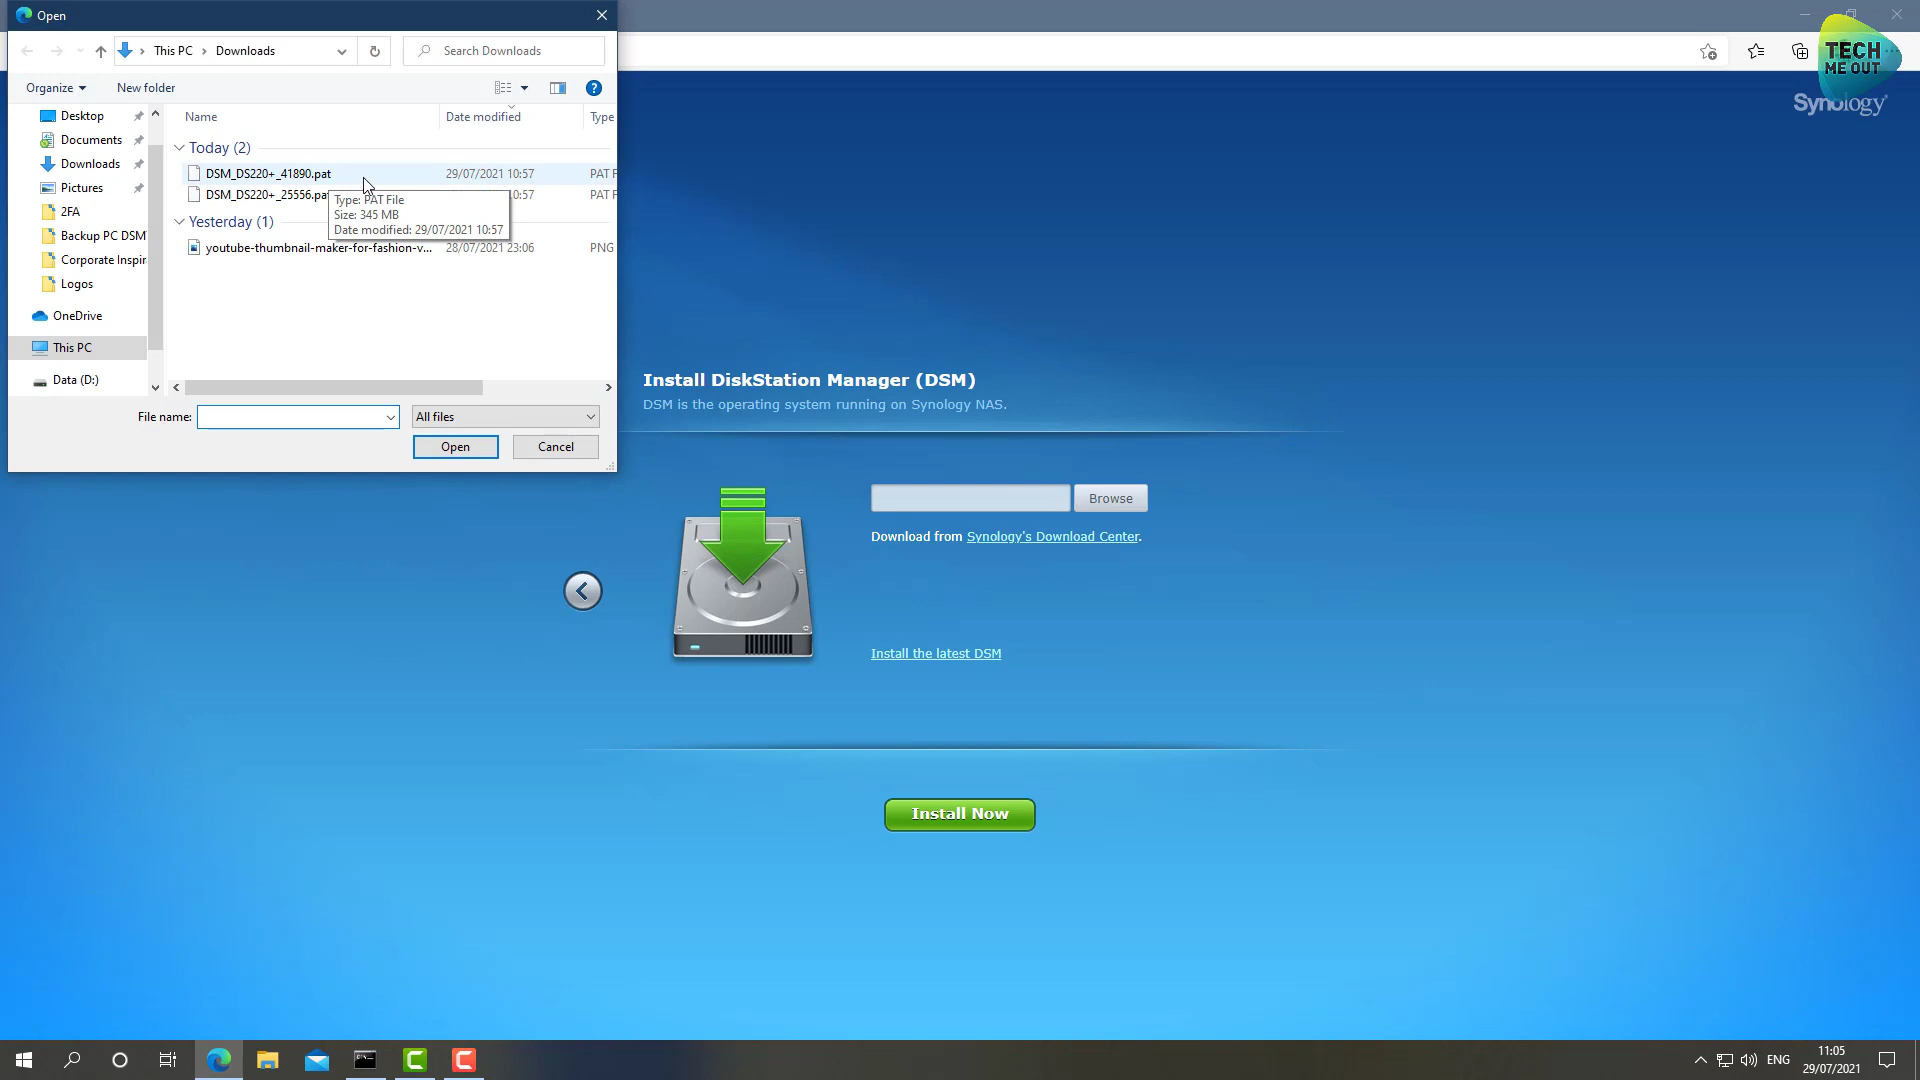 Open
This PC
Downloads
Search Downloads
Organize
New folder
Name
Date modified
Type
Desktop
Documents
Downloads
Pictures
2FA
Backup PC DSM
Corporate Inspir
Logos
OneDrive
This PC
Data (D:)
Today (2)
DSM_DS220+_41890.pat
29/07/2021 10:57
PAT F
DSM_DS220+_25556.pa
0:57
PAT F
Type: PAT File
Size: 345 MB
Date modified: 29/07/2021 10:57
Yesterday (1)
youtube-thumbnail-maker-for-fashion-v...
28/07/2021 23:06
PNG
File name:
All files
Open
Cancel
TECH
ME OUT
Synology
Install DiskStation Manager (DSM)
DSM is the operating system running on Synology NAS.
Browse
Download from Synology's Download Center.
Install the latest DSM
Install Now
ENG
11:05
29/07/2021